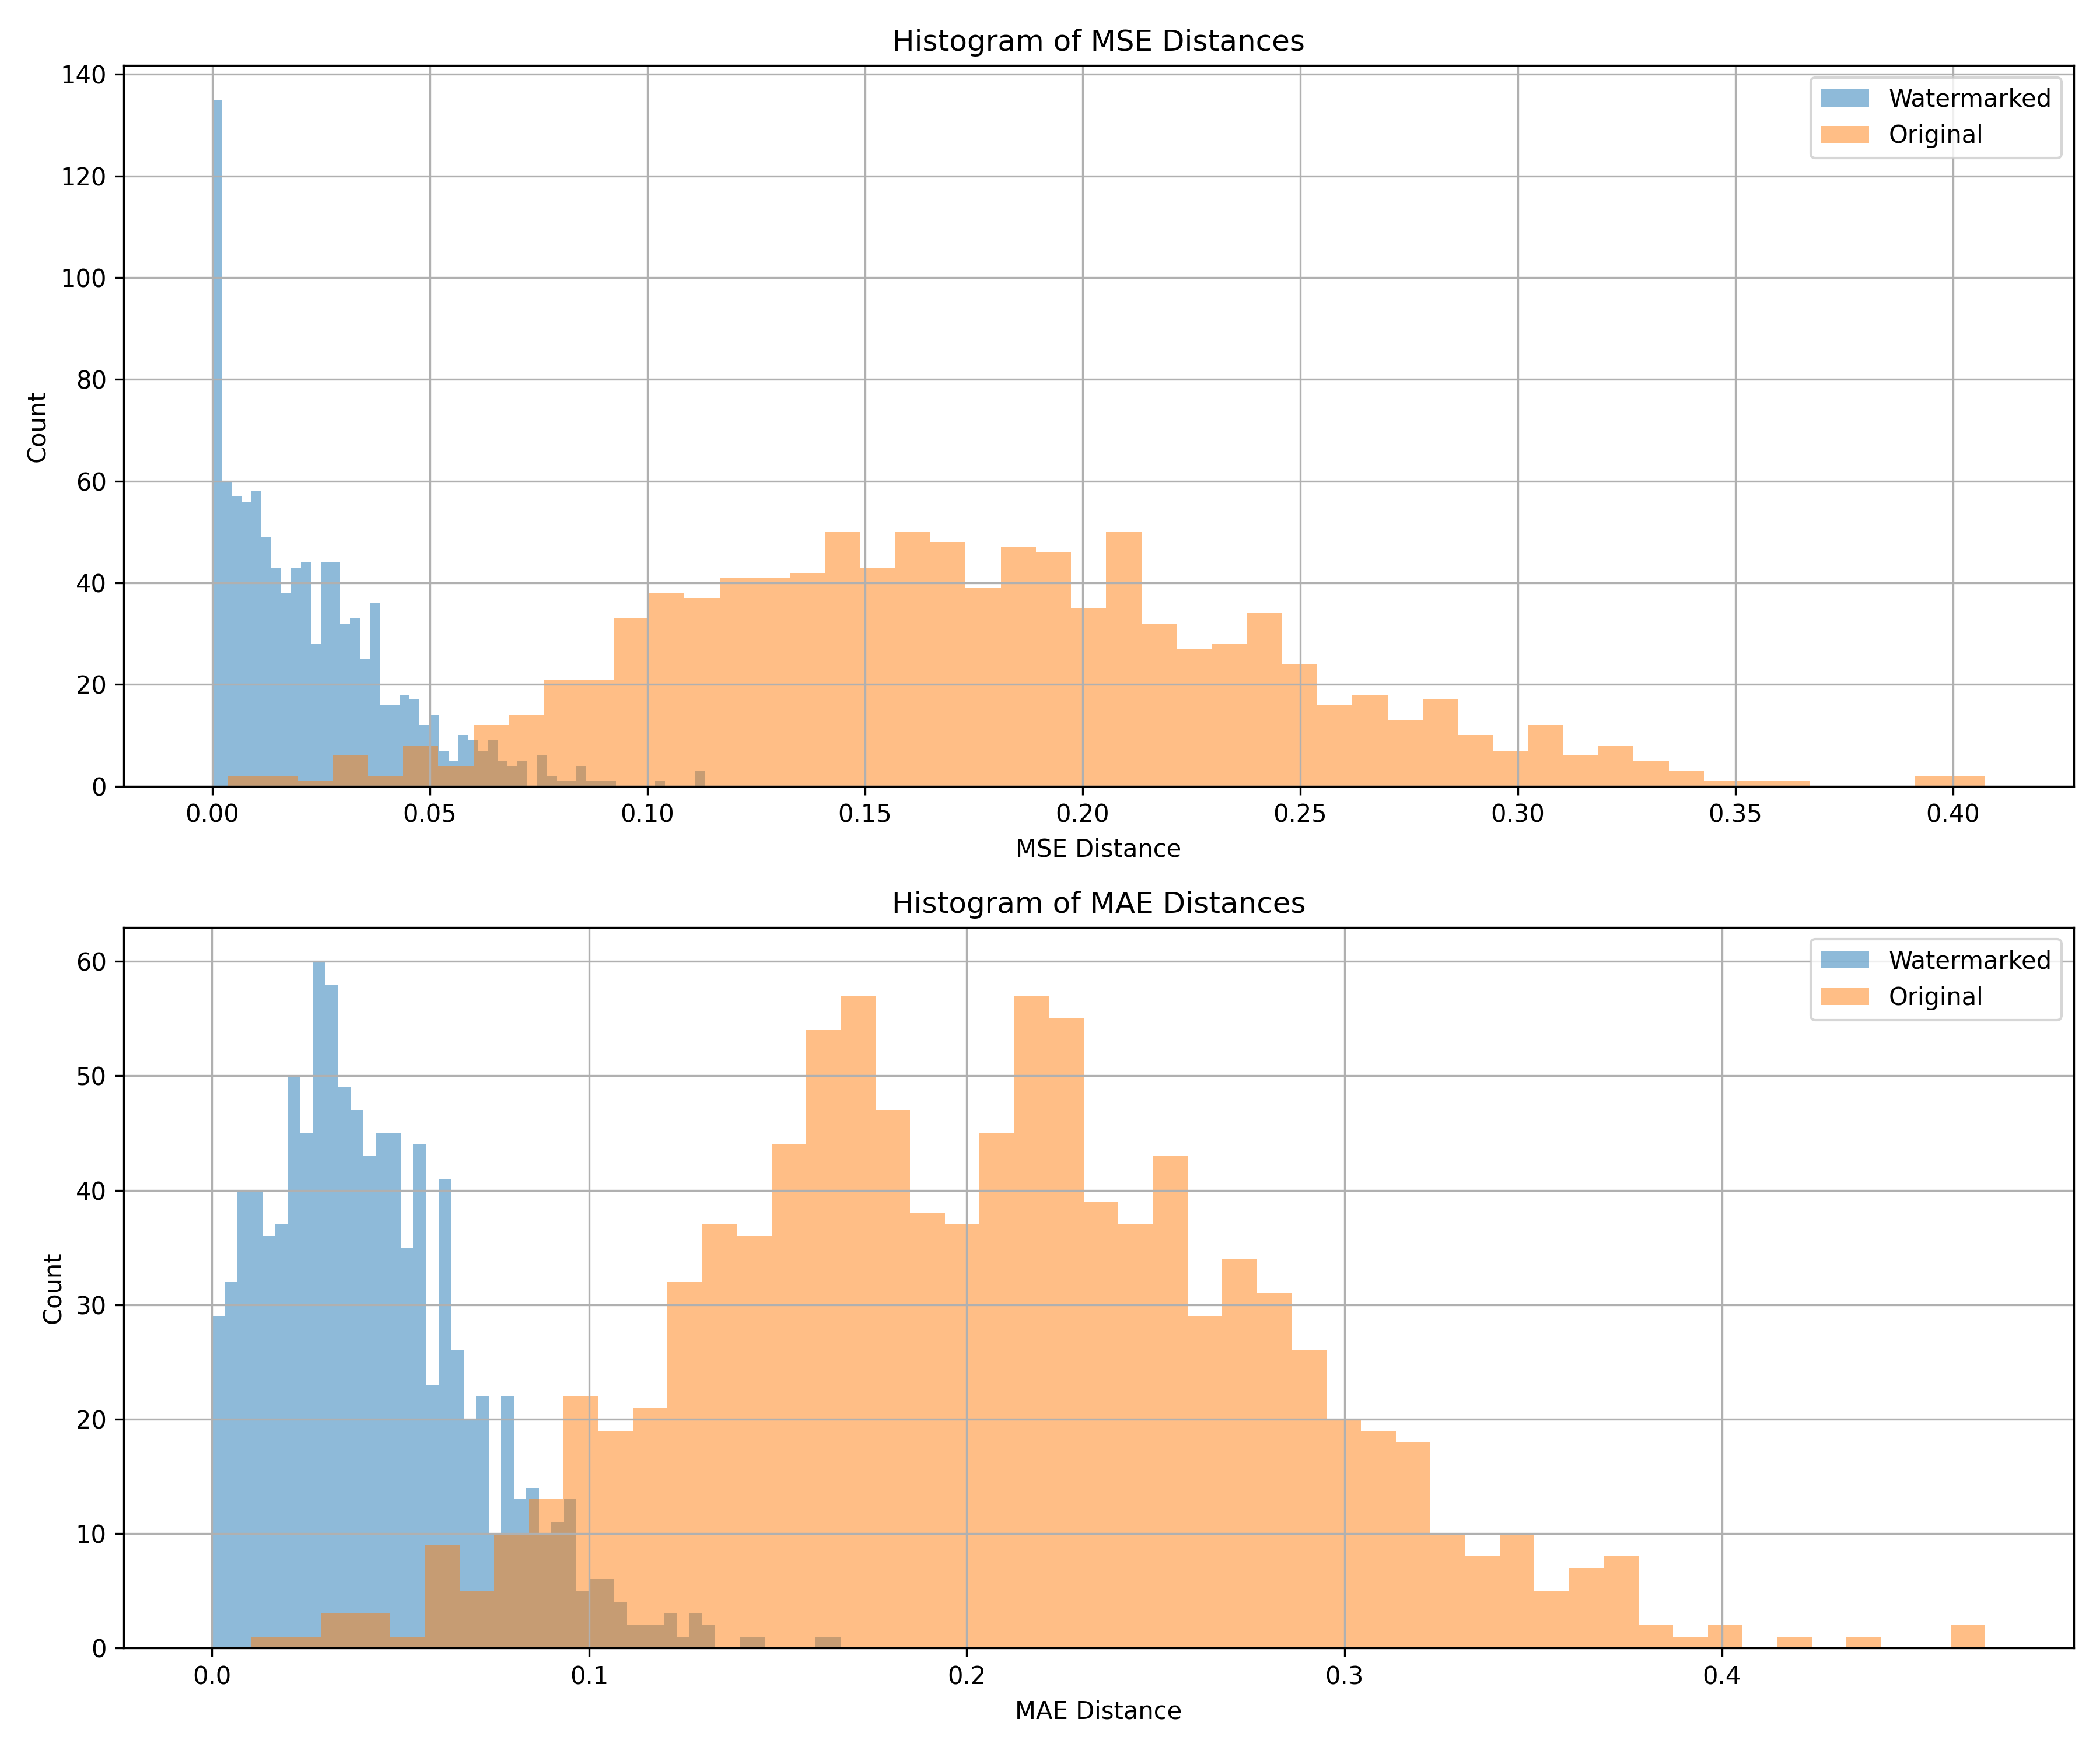 Histogram of MSE Distances
140
120
100
80
60
40
20
0
Count
Watermarked
Original
0.00 0.05 0.10 0.15 0.20 0.25 0.30 0.35 0.40
MSE Distance
Histogram of MAE Distances
60
50
40
30
20
10
0
Count
Watermarked
Original
0.0 0.1 0.2 0.3 0.4
MAE Distance